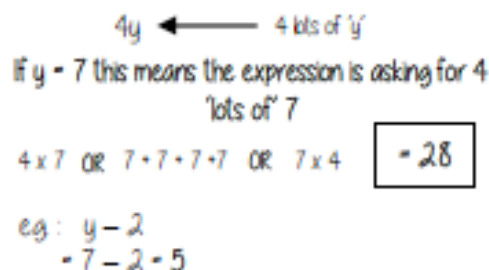 4y 4 lots of 'y'
If y = 7 this means the expression is asking for 4
'lots of' 7
4 x 7 OR 7 + 7 + 7 +7 OR 7 x 4 = 28
e.g: y – 2
= 7 – 2 = 5